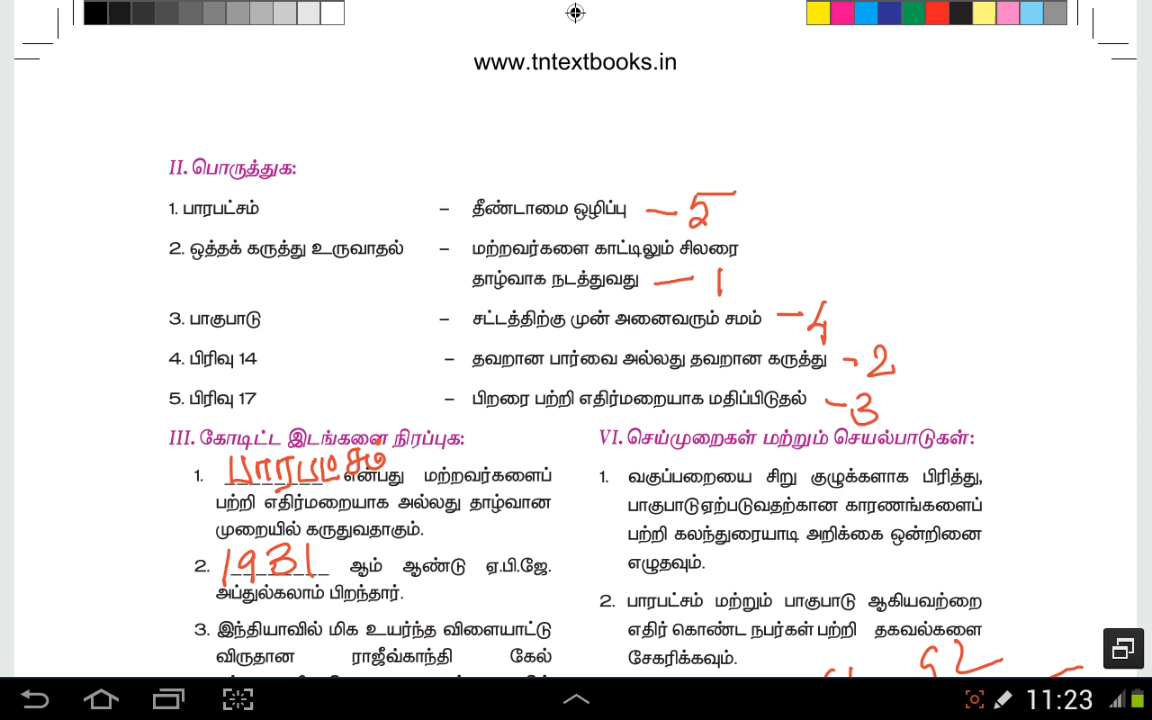 www.tntextbooks.in
II. பொருத்துக:
1. பாரபட்சம் – தீண்டாமை ஒழிப்பு – 5
2. ஒத்தக் கருத்து உருவாதல் – மற்றவர்களை காட்டிலும் சிலரை
தாழ்வாக நடத்துவது – 1
3. பாகுபாடு – சட்டத்திற்கு முன் அனைவரும் சமம் – 4
4. பிரிவு 14 – தவறான பார்வை அல்லது தவறான கருத்து – 2
5. பிரிவு 17 – பிறரை பற்றி எதிர்மறையாக மதிப்பிடுதல் – 3
III. கோடிட்ட இடங்களை நிரப்புக:
1. பாரபட்சம் என்பது மற்றவர்களைப்
பற்றி எதிர்மறையாக அல்லது தாழ்வான
முறையில் கருதுவதாகும்.
2. 1931 ஆம் ஆண்டு ஏ.பி.ஜே.
அப்துல்கலாம் பிறந்தார்.
3. இந்தியாவில் மிக உயர்ந்த விளையாட்டு
விருதான ராஜீவ்காந்தி கேல்
VI. செய்முறைகள் மற்றும் செயல்பாடுகள்:
1. வகுப்பறையை சிறு குழுக்களாக பிரித்து,
பாகுபாடுஏற்படுவதற்கான காரணங்களைப்
பற்றி கலந்துரையாடி அறிக்கை ஒன்றினை
எழுதவும்.
2. பாரபட்சம் மற்றும் பாகுபாடு ஆகியவற்றை
எதிர் கொண்ட நபர்கள் பற்றி தகவல்களை
சேகரிக்கவும்.
11:23